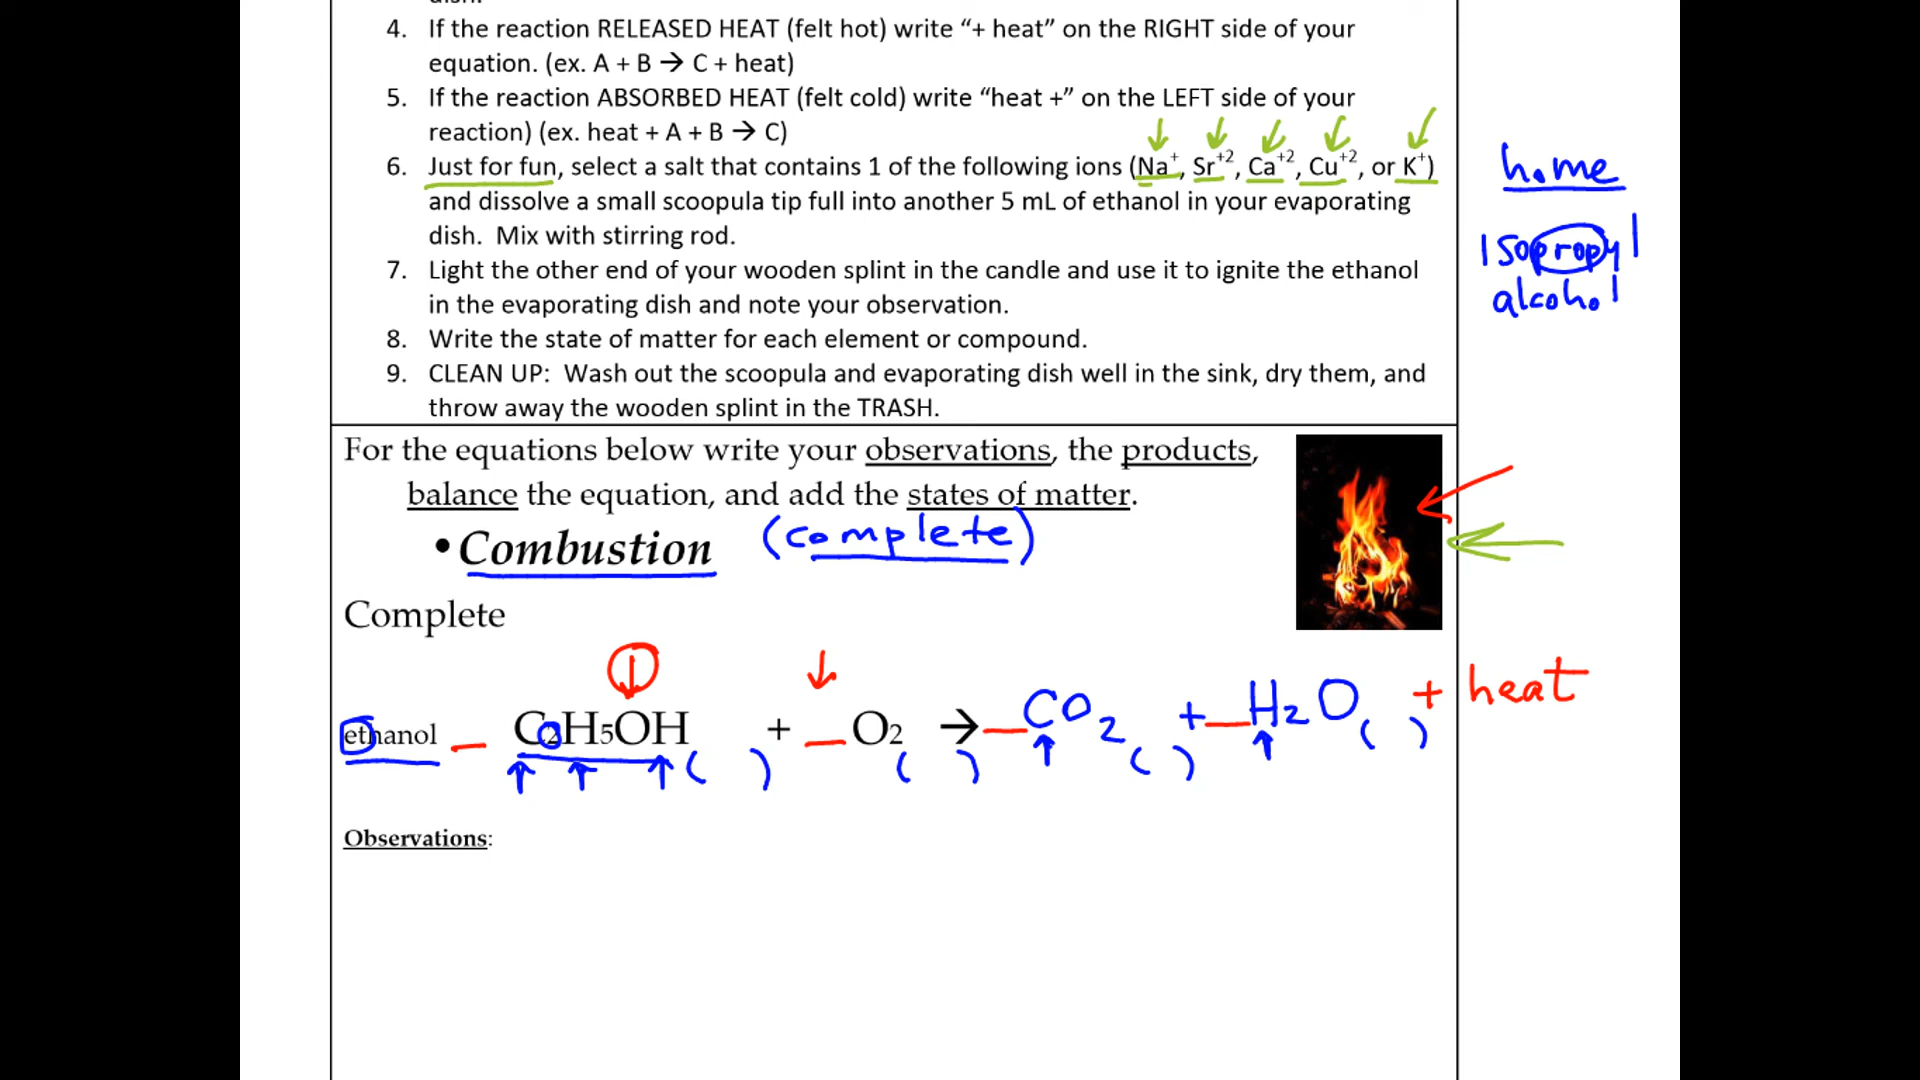 dish.
4. If the reaction RELEASED HEAT (felt hot) write “+ heat” on the RIGHT side of your
equation. (ex. A + B → C + heat)
5. If the reaction ABSORBED HEAT (felt cold) write “heat +” on the LEFT side of your
reaction) (ex. heat + A + B → C)
6. Just for fun, select a salt that contains 1 of the following ions (Na⁺, Sr⁺², Ca⁺², Cu⁺², or K⁺)
and dissolve a small scoopula tip full into another 5 mL of ethanol in your evaporating
dish. Mix with stirring rod.
7. Light the other end of your wooden splint in the candle and use it to ignite the ethanol
in the evaporating dish and note your observation.
8. Write the state of matter for each element or compound.
9. CLEAN UP: Wash out the scoopula and evaporating dish well in the sink, dry them, and
throw away the wooden splint in the TRASH.
home
Isopropyl
alcohol
For the equations below write your observations, the products,
balance the equation, and add the states of matter.
•Combustion (complete)
Complete
ethanol _ C₂H₅OH ( ) + _ O₂ ( ) → _ CO₂ ( ) + _ H₂O ( ) + heat
Observations: